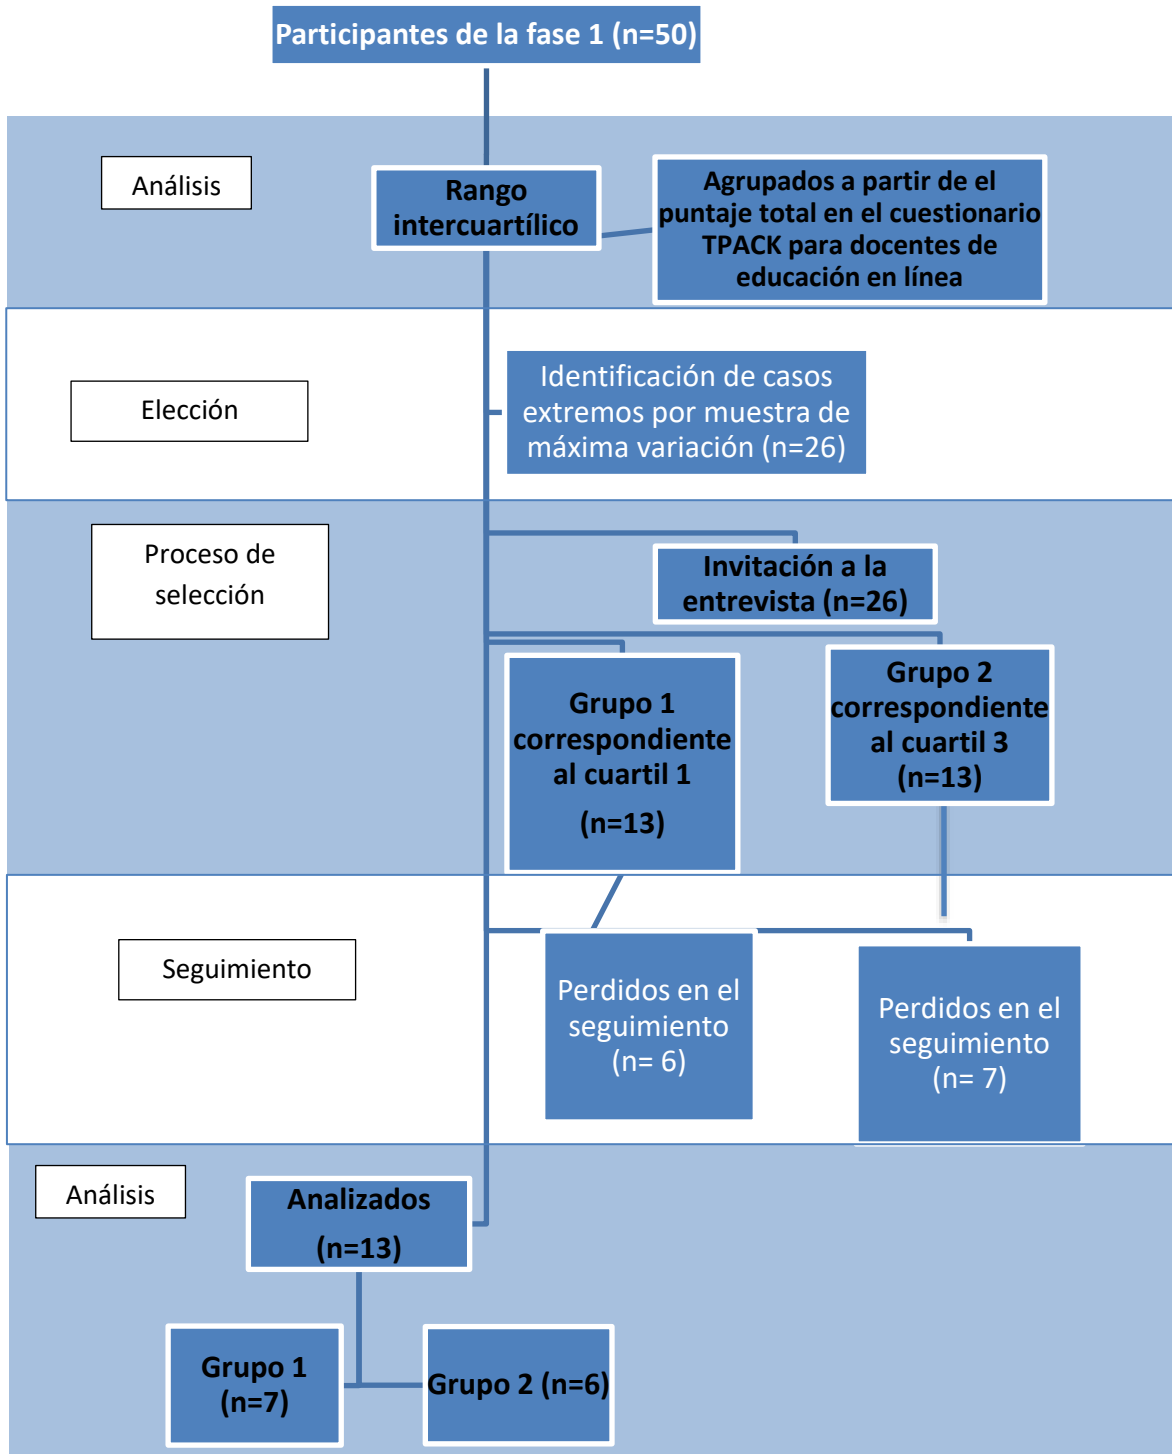 Participantes de la fase 1 (n=50)
Análisis
Rango
intercuartílico
Agrupados a partir de el
puntaje total en el cuestionario
TPACK para docentes de
educación en línea
Elección
Identificación de casos
extremos por muestra de
máxima variación (n=26)
Proceso de
selección
Invitación a la
entrevista (n=26)
Grupo 1
correspondiente
al cuartil 1
(n=13)
Grupo 2
correspondiente
al cuartil 3
(n=13)
Seguimiento
Perdidos en el
seguimiento
(n= 6)
Perdidos en el
seguimiento
(n= 7)
Análisis
Analizados
(n=13)
Grupo 1
(n=7)
Grupo 2 (n=6)